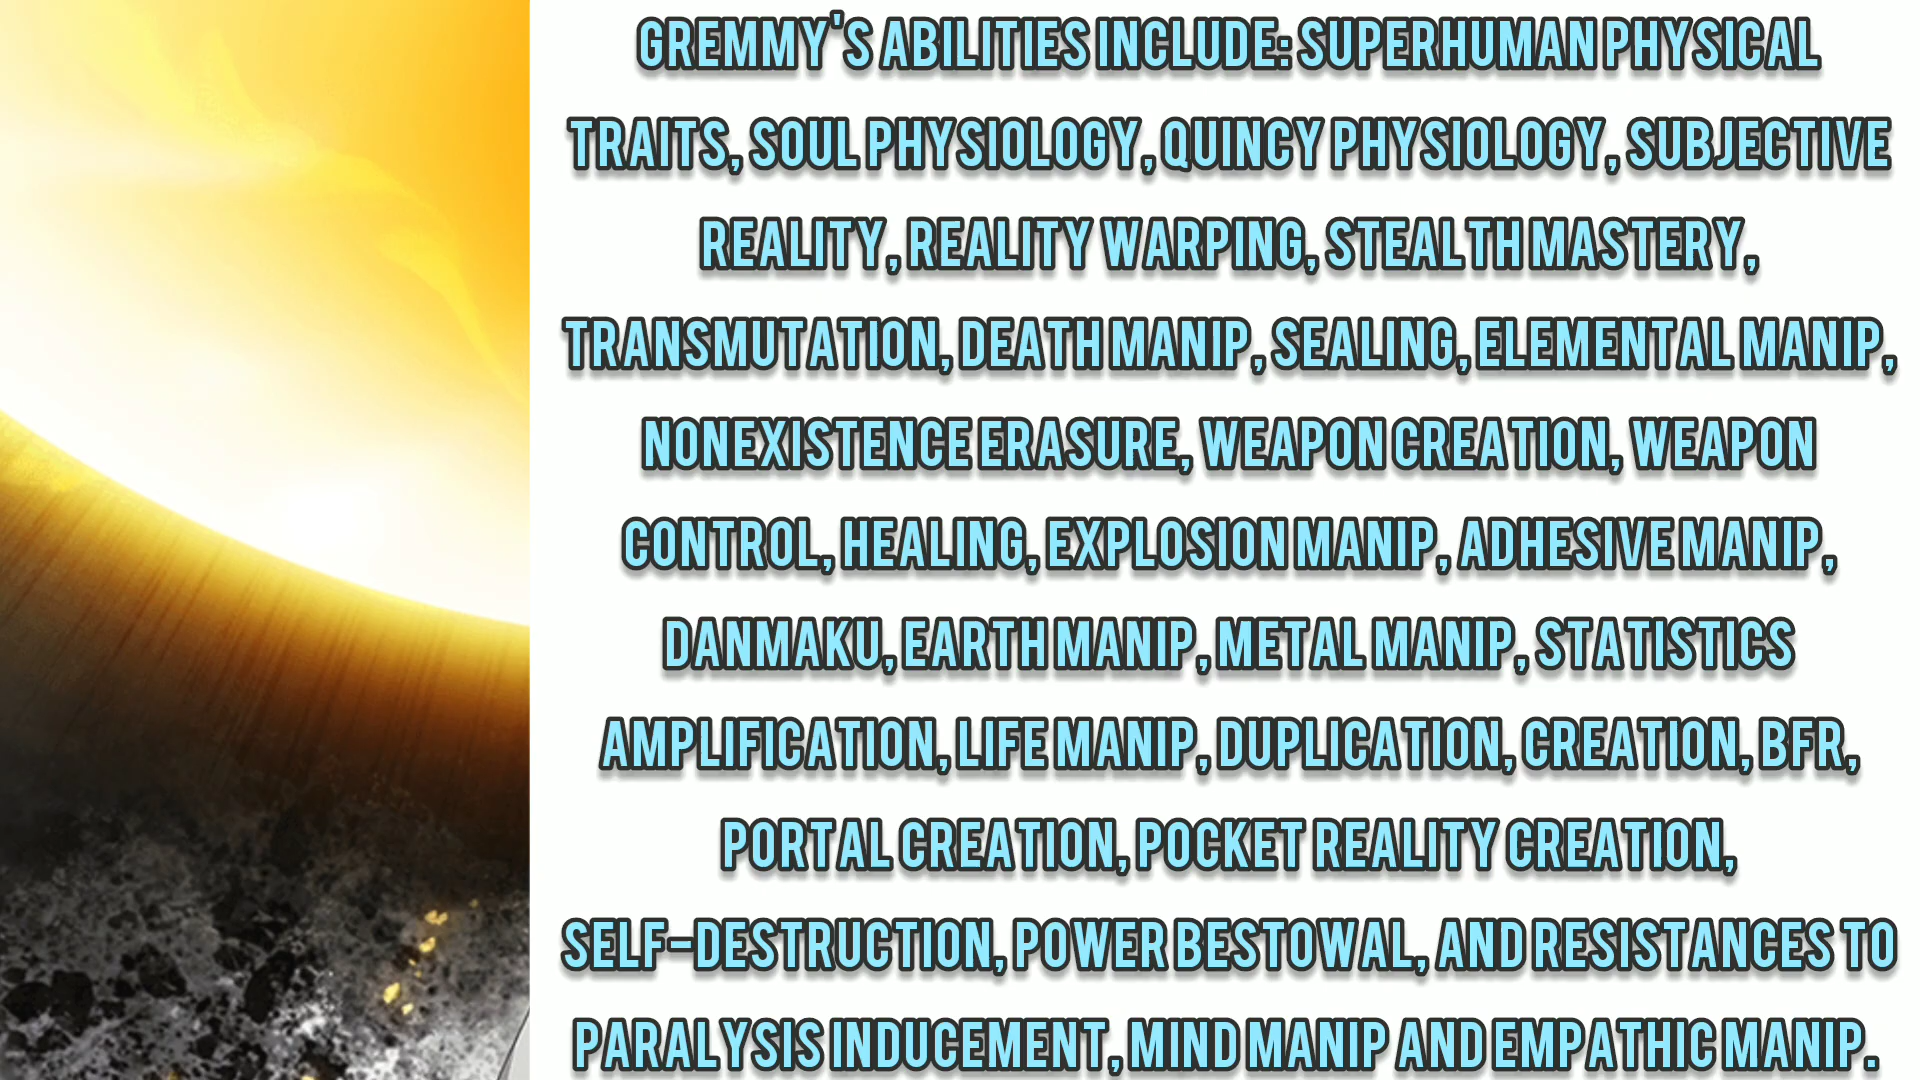 GREMMY'S ABILITIES INCLUDE: SUPERHUMAN PHYSICAL
TRAITS, SOUL PHYSIOLOGY, QUINCY PHYSIOLOGY, SUBJECTIVE
REALITY, REALITY WARPING, STEALTH MASTERY,
TRANSMUTATION, DEATH MANIP, SEALING, ELEMENTAL MANIP,
NONEXISTENCE ERASURE, WEAPON CREATION, WEAPON
CONTROL, HEALING, EXPLOSION MANIP, ADHESIVE MANIP,
DANMAKU, EARTH MANIP, METAL MANIP, STATISTICS
AMPLIFICATION, LIFE MANIP, DUPLICATION, CREATION, BFR,
PORTAL CREATION, POCKET REALITY CREATION,
SELF-DESTRUCTION, POWER BESTOWAL, AND RESISTANCES TO
PARALYSIS INDUCEMENT, MIND MANIP AND EMPATHIC MANIP.